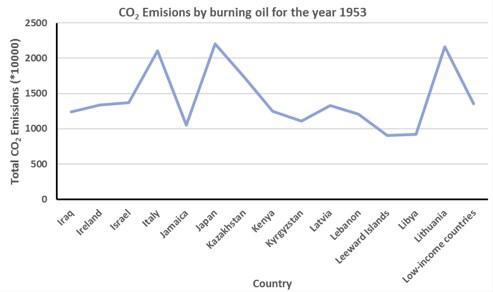 CO2 Emisions by burning oil for the year 1953
Total CO2 Emissions (*10000)
2500
2000
1500
1000
500
0
Iraq
Ireland
Israel
Italy
Jamaica
Japan
Kazakhstan
Kenya
Kyrgyzstan
Latvia
Lebanon
Leeward Islands
Libya
Lithuania
Low-income countries
Country